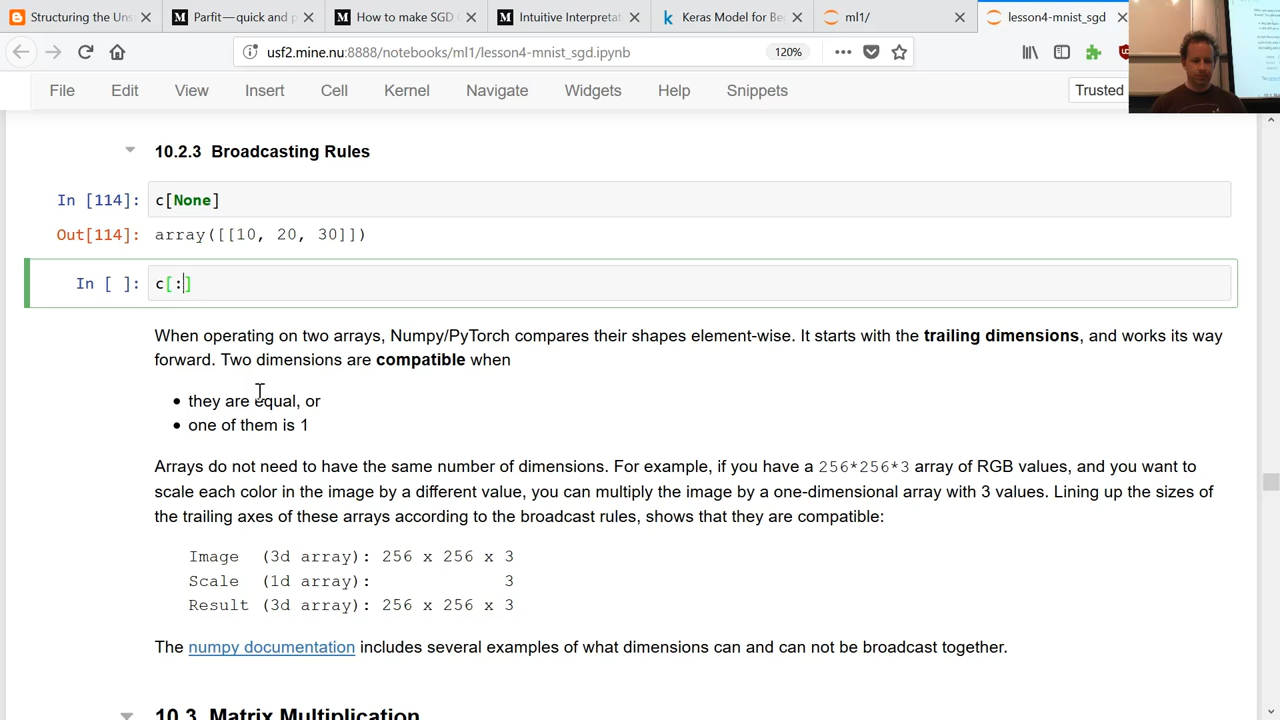 Structuring the Uns
Parfit — quick and p
How to make SGD
Intuitive Interpretat
Keras Model for Be
ml1/
lesson4-mnist_sgd
usf2.mine.nu:8888/notebooks/ml1/lesson4-mnist_sgd.ipynb
120%
File Edit View Insert Cell Kernel Navigate Widgets Help Snippets
Trusted
10.2.3 Broadcasting Rules
In [114]: c[None]
Out[114]: array([[10, 20, 30]])
In [ ]: c[:]
When operating on two arrays, Numpy/PyTorch compares their shapes element-wise. It starts with the trailing dimensions, and works its way
forward. Two dimensions are compatible when
• they are equal, or
• one of them is 1
Arrays do not need to have the same number of dimensions. For example, if you have a 256*256*3 array of RGB values, and you want to
scale each color in the image by a different value, you can multiply the image by a one-dimensional array with 3 values. Lining up the sizes of
the trailing axes of these arrays according to the broadcast rules, shows that they are compatible:
Image (3d array): 256 x 256 x 3
Scale (1d array): 3
Result (3d array): 256 x 256 x 3
The numpy documentation includes several examples of what dimensions can and can not be broadcast together.
10.3 Matrix Multiplication